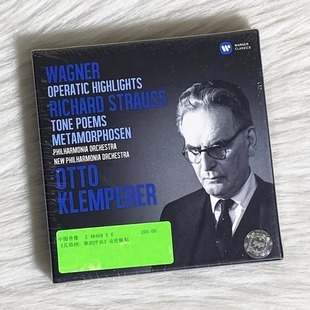 WARNER
CLASSICS
WAGNER
OPERATIC HIGHLIGHTS
RICHARD STRAUSS
TONE POEMS
METAMORPHOSEN
PHILHARMONIA ORCHESTRA
NEW PHILHARMONIA ORCHESTRA
OTTO
KLEMPERER